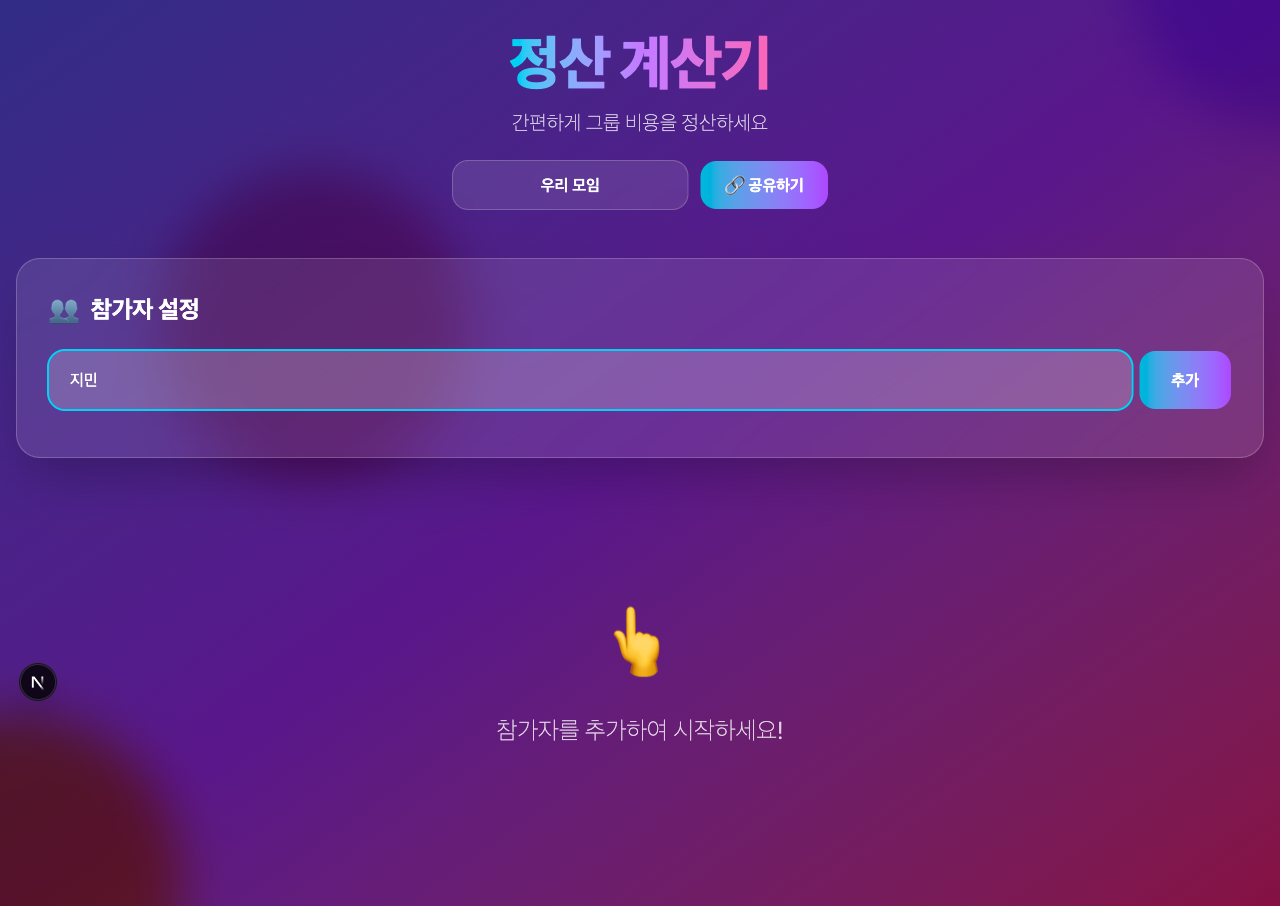 정산 계산기
간편하게 그룹 비용을 정산하세요
우리 모임
🔗 공유하기
👥 참가자 설정
지민
추가
N
참가자를 추가하여 시작하세요!